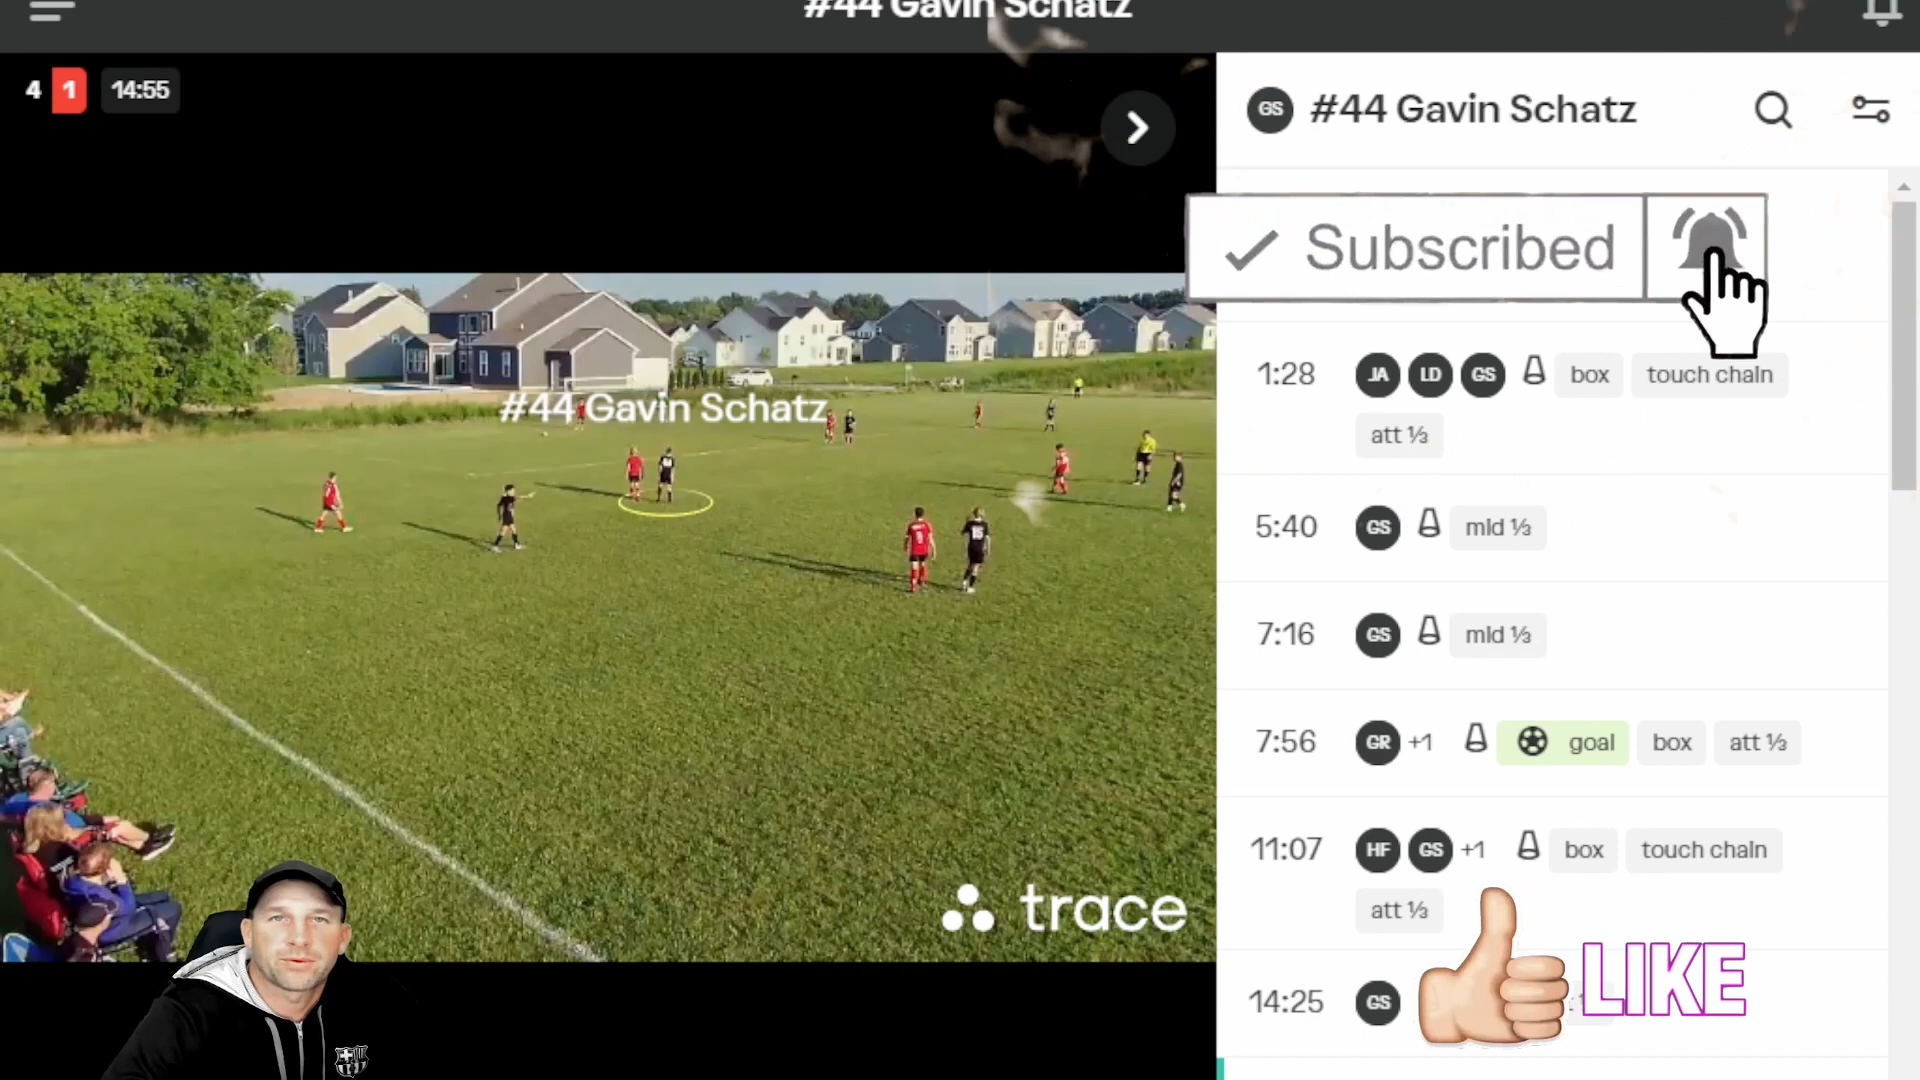 #44 Gavin Schatz
4 1 14:55
GS #44 Gavin Schatz
Subscribed
#44 Gavin Schatz
1:28 JA LD GS box touch chain
att ⅓
5:40 GS mid ⅓
7:16 GS mid ⅓
7:56 GR +1 goal box att ⅓
11:07 HF GS +1 box touch chain
att ⅓
trace
14:25 GS
LIKE